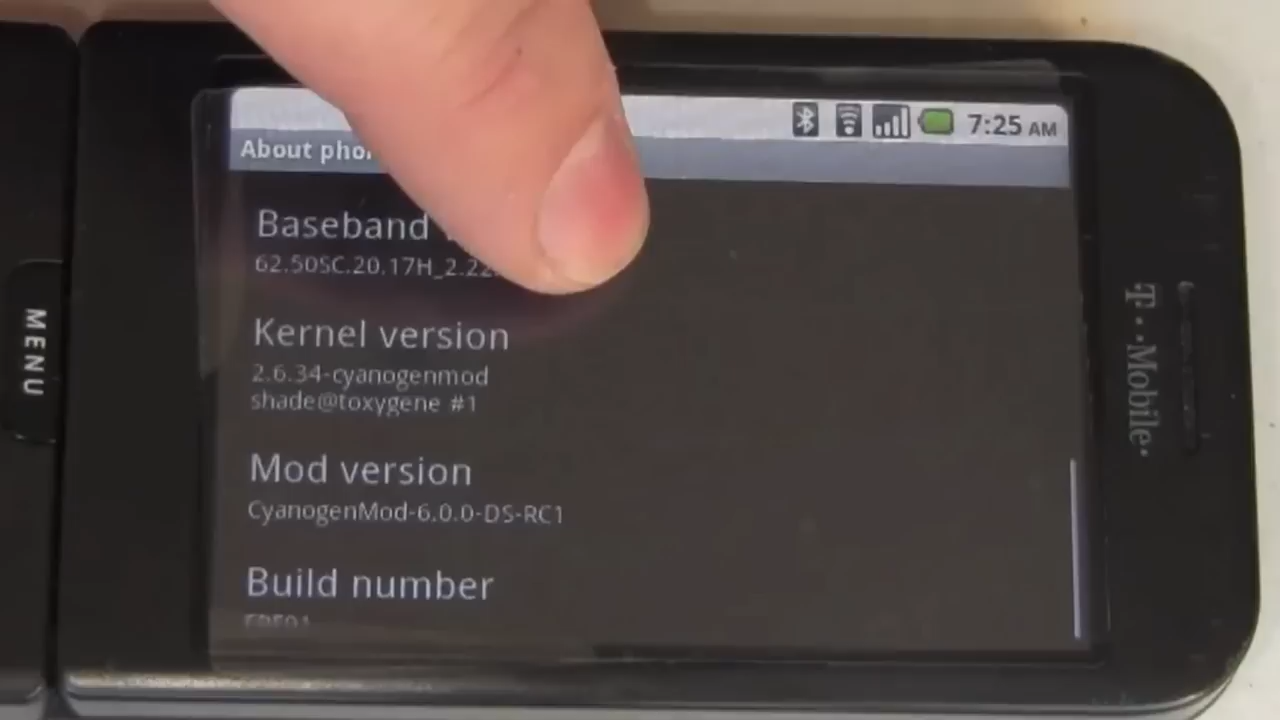 7:25 AM
About
Baseband
62.50SC.20.17H_2.22
Kernel version
2.6.34-cyanogenmod
shade@toxygene #1
Mod version
CyanogenMod-6.0.0-DS-RC1
Build number
MENU
T··Mobile·